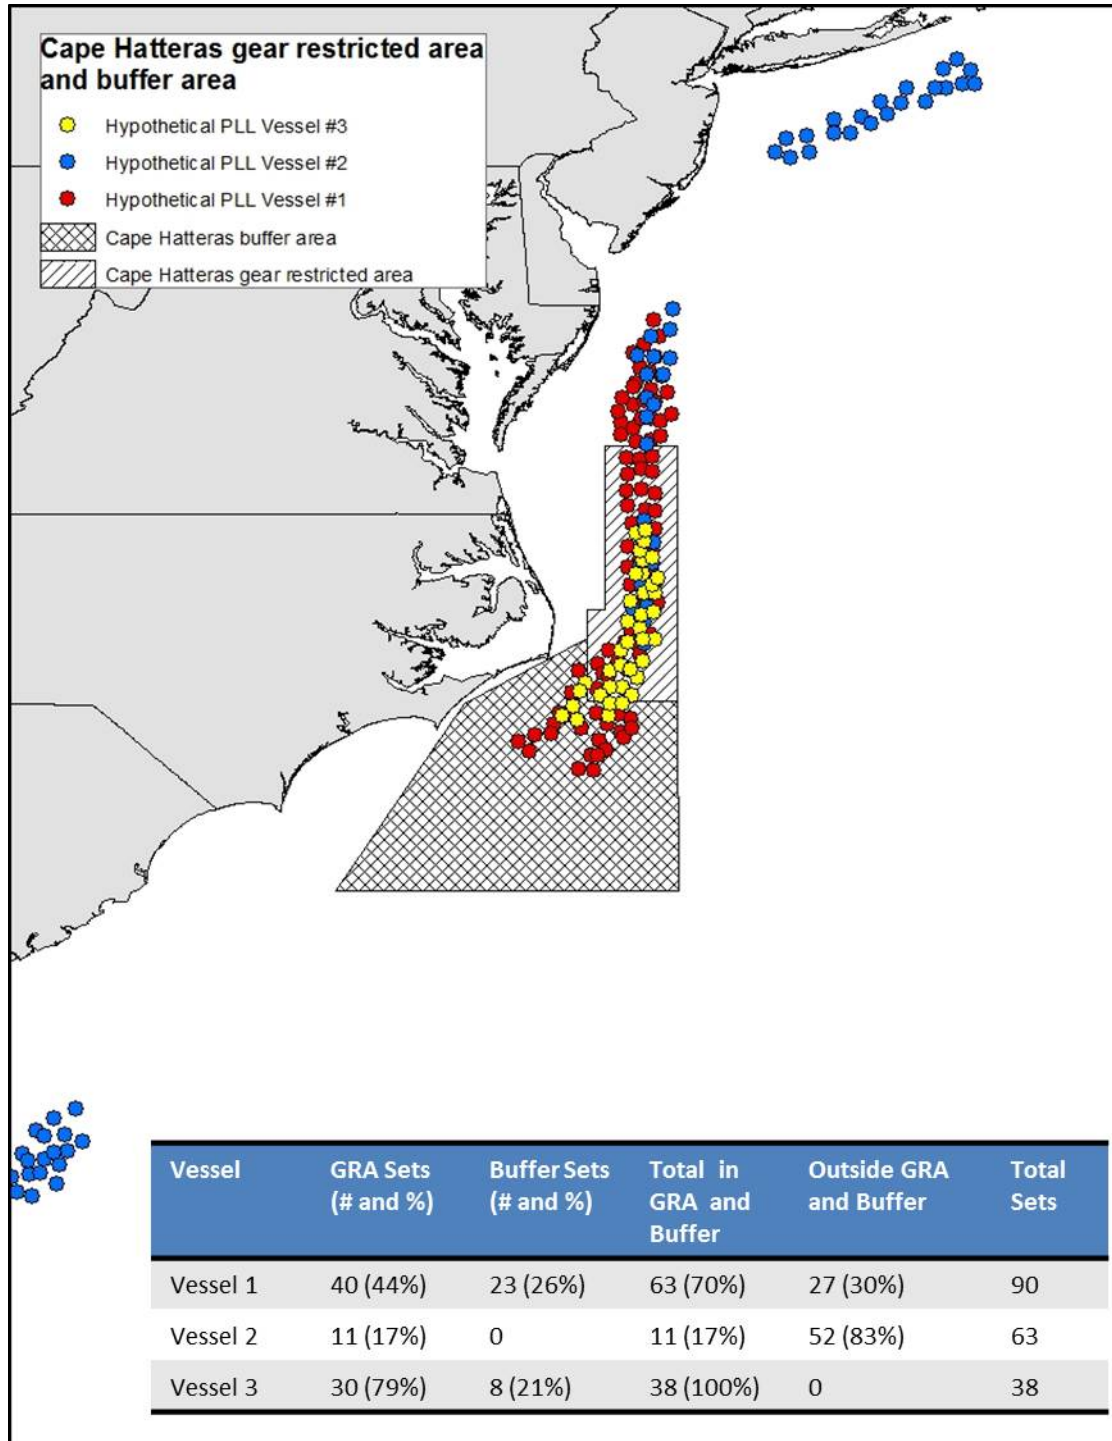 Cape Hatteras gear restricted area
and buffer area
Hypothetical PLL Vessel #3
Hypothetical PLL Vessel #2
Hypothetical PLL Vessel #1
Cape Hatteras buffer area
Cape Hatteras gear restricted area
Vessel GRA Sets Buffer Sets Total in Outside GRA Total
(# and %) (# and %) GRA and and Buffer Sets
Buffer
Vessel 1 40 (44%) 23 (26%) 63 (70%) 27 (30%) 90
Vessel 2 11 (17%) 0 11 (17%) 52 (83%) 63
Vessel 3 30 (79%) 8 (21%) 38 (100%) 0 38